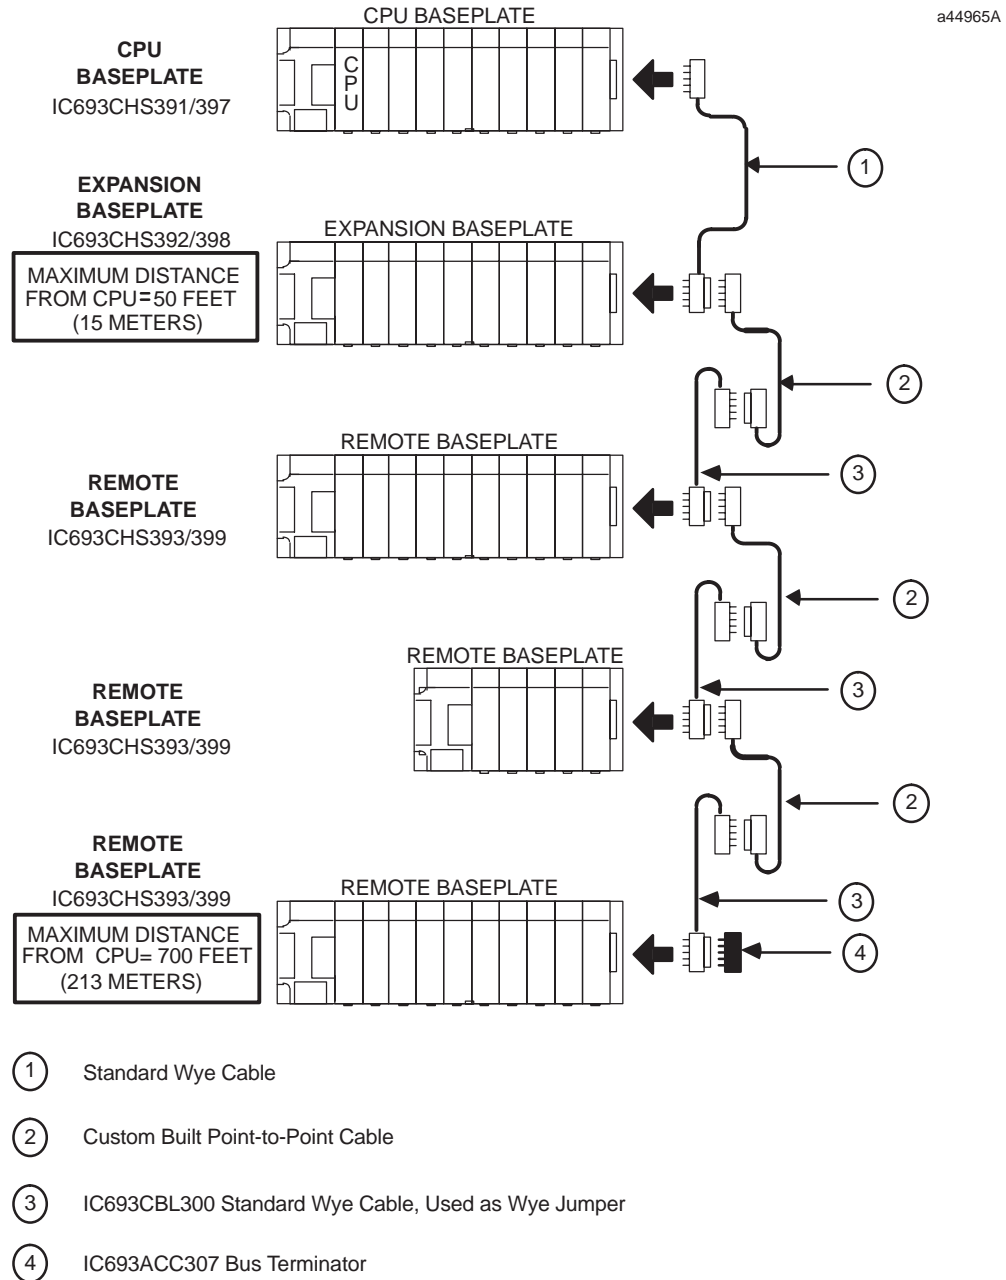 CPU BASEPLATE
a44965A
CPU
BASEPLATE
IC693CHS391/397
CPU
1
EXPANSION
BASEPLATE
IC693CHS392/398
EXPANSION BASEPLATE
MAXIMUM DISTANCE
FROM CPU=50 FEET
(15 METERS)
2
REMOTE BASEPLATE
REMOTE
BASEPLATE
IC693CHS393/399
3
2
REMOTE BASEPLATE
REMOTE
BASEPLATE
IC693CHS393/399
3
2
REMOTE
BASEPLATE
IC693CHS393/399
REMOTE BASEPLATE
3
MAXIMUM DISTANCE
FROM CPU= 700 FEET
(213 METERS)
4
1 Standard Wye Cable
2 Custom Built Point-to-Point Cable
3 IC693CBL300 Standard Wye Cable, Used as Wye Jumper
4 IC693ACC307 Bus Terminator